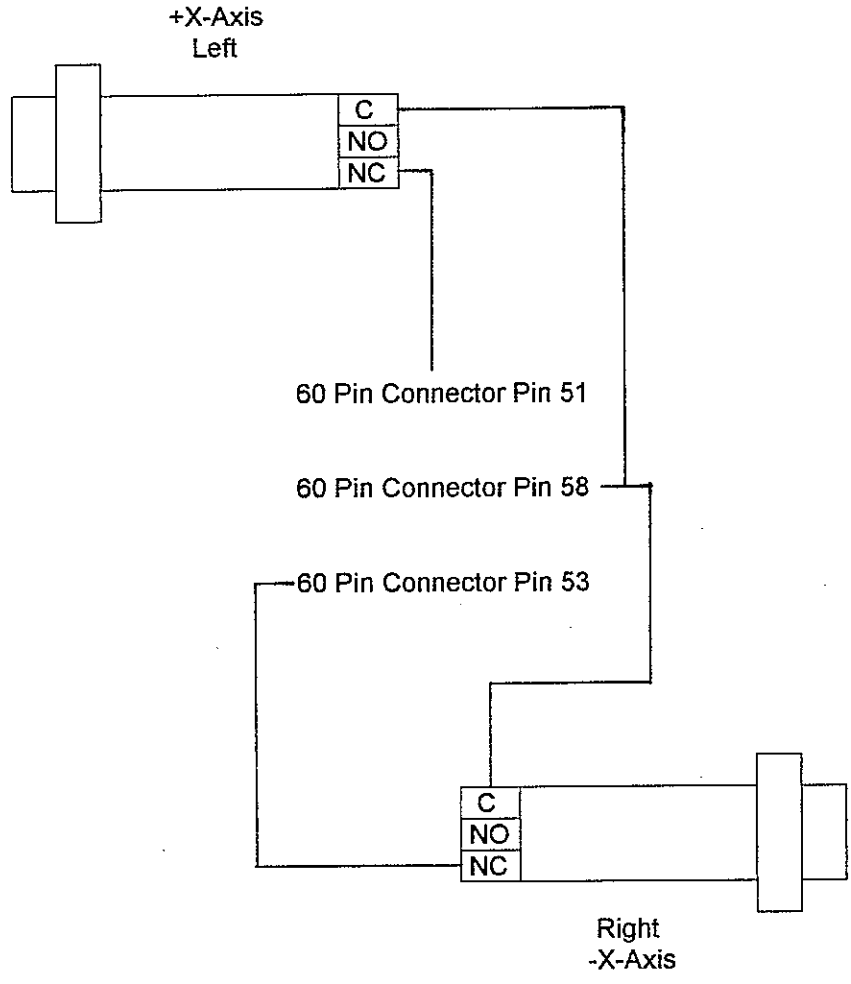 +X-Axis
Left
C
NO
NC
60 Pin Connector Pin 51
60 Pin Connector Pin 58
60 Pin Connector Pin 53
C
NO
NC
Right
-X-Axis